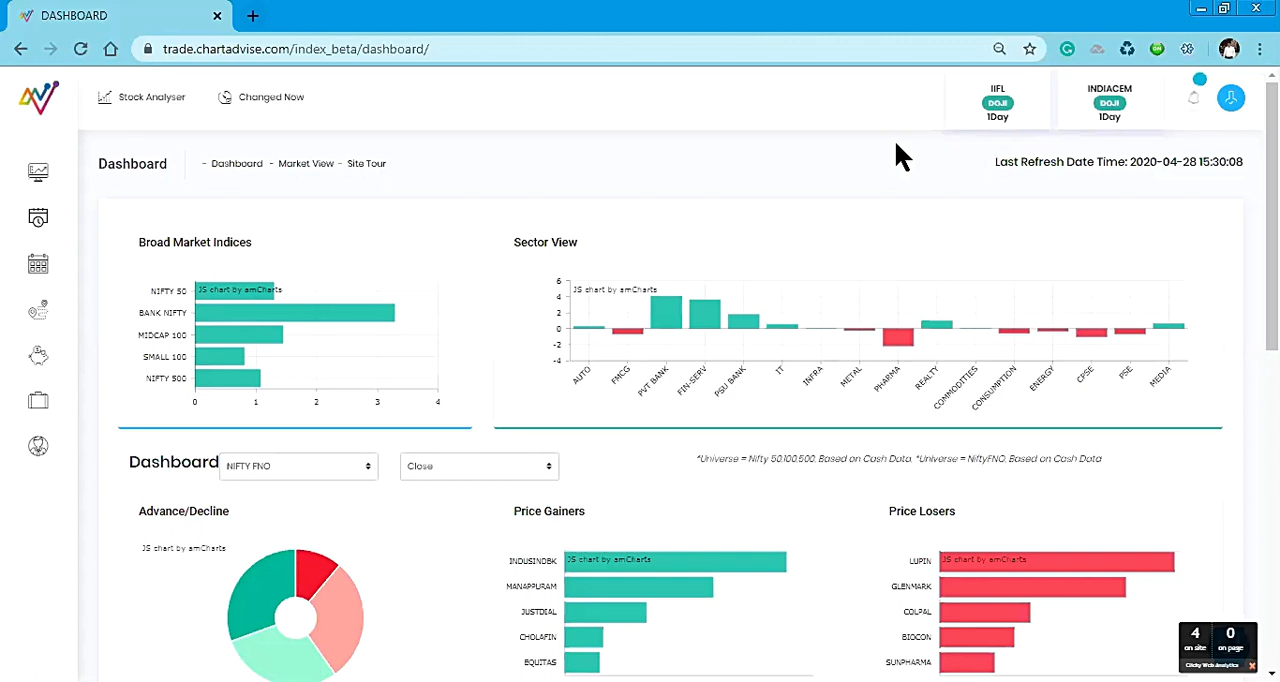 DASHBOARD
trade.chartadvise.com/index_beta/dashboard/
Stock Analyser
Changed Now
IIFL
DOJI
1Day
INDIACEM
DOJI
1Day
Dashboard
- Dashboard - Market View - Site Tour
Last Refresh Date Time: 2020-04-28 15:30:08
Broad Market Indices
JS chart by amCharts
NIFTY 50
BANK NIFTY
MIDCAP 100
SMALL 100
NIFTY 500
0 1 2 3 4
Sector View
JS chart by amCharts
6
4
2
0
-2
-4
AUTO
FMCG
PVT BANK
FIN-SERV
PSU BANK
IT
INFRA
METAL
PHARMA
REALTY
COMMODITIES
CONSUMPTION
ENERGY
CPSE
PSE
MEDIA
Dashboard
NIFTY FNO
Close
*Universe = Nifty 50,100,500, Based on Cash Data, *Universe = NiftyFNO, Based on Cash Data
Advance/Decline
JS chart by amCharts
Price Gainers
JS chart by amCharts
INDUSINDBK
MANAPPURAM
JUSTDIAL
CHOLAFIN
EQUITAS
Price Losers
JS chart by amCharts
LUPIN
GLENMARK
COLPAL
BIOCON
SUNPHARMA
4 0
on site on page
Clicky Web Analytics